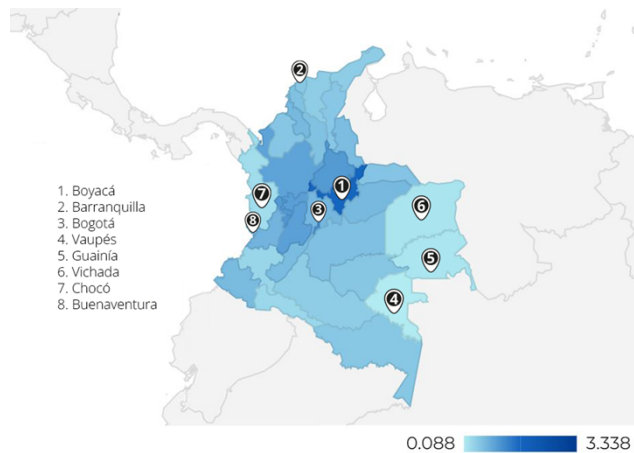 2
1
7
6
3
8
5
4
1. Boyacá
2. Barranquilla
3. Bogotá
4. Vaupés
5. Guainía
6. Vichada
7. Chocó
8. Buenaventura
0.088 3.338